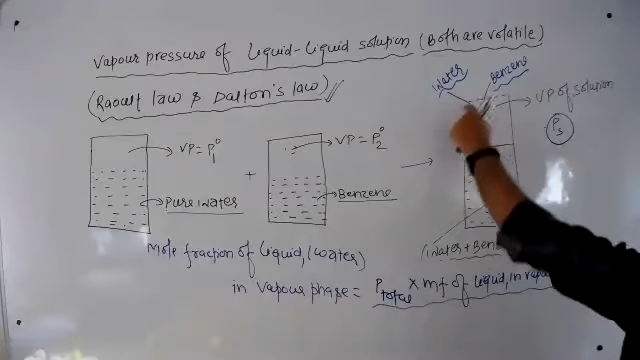 Vapour pressure of liquid-liquid solution (Both are volatile)
(Raoult law & Dalton's law)
water
Benzene
VP of solution
Ps
VP = P1°
VP = P2°
+
Pure water
Benzene
(water + Ben
Mole fraction of liquid, (water)
in vapour phase = Ptotal × mf of liquid, in vapou